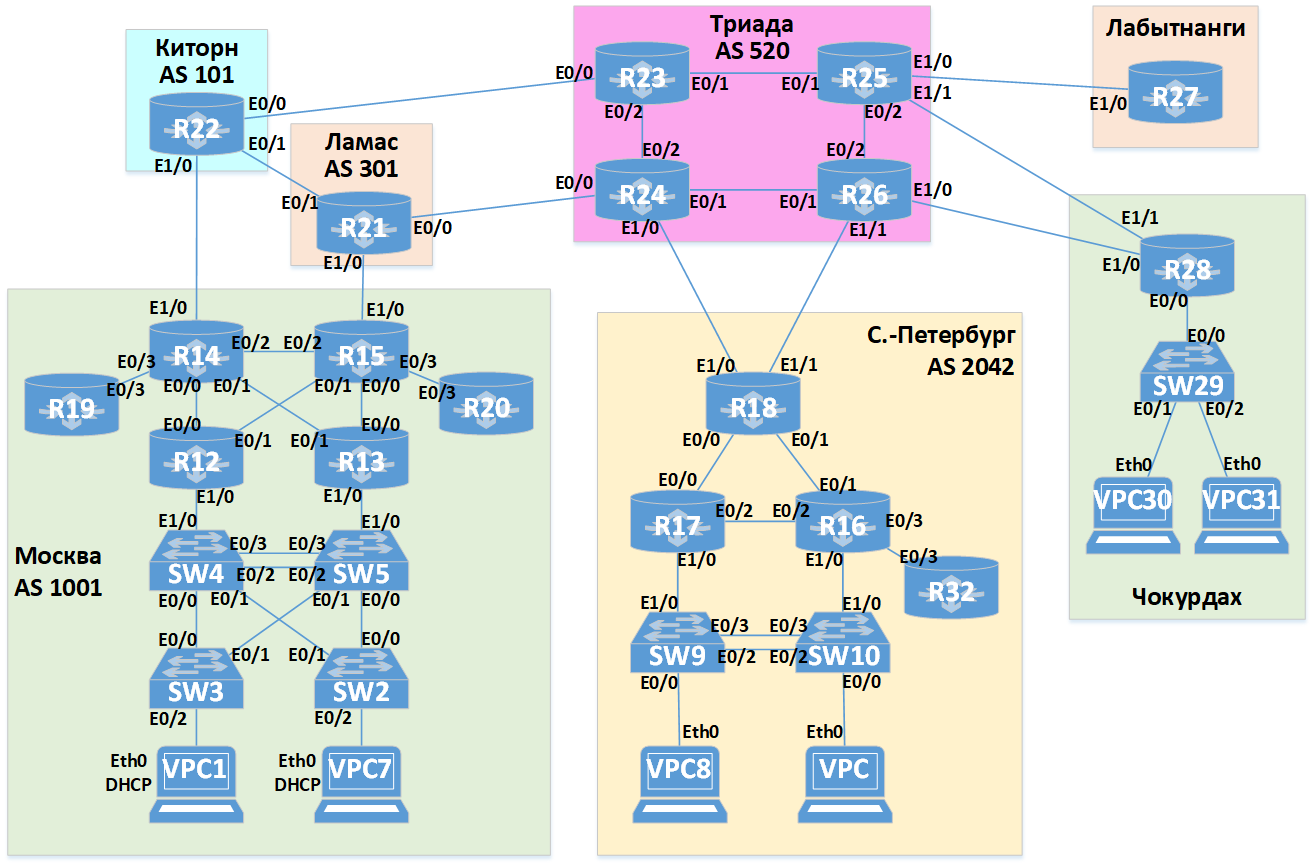 Киторн
AS 101
R22
E0/0
E0/1
E1/0
Ламас
AS 301
R21
E0/1
E0/0
E1/0
Триада
AS 520
R23
E0/0
E0/1
E0/2
R25
E0/1
E0/2
E1/0
E1/1
R24
E0/0
E0/2
E0/1
E1/0
R26
E0/2
E0/1
E1/0
E1/1
Лабытнанги
R27
E1/0
Москва
AS 1001
E1/0
E1/0
R14
E0/2
E0/2
R15
E0/3
E0/3
E0/0
E0/1
E0/1
E0/0
E0/3
E0/3
R19
R20
E0/0
E0/1
E0/1
E0/0
R12
R13
E1/0
E1/0
E1/0
E1/0
SW4
E0/3
E0/3
E0/2
E0/2
SW5
E0/0
E0/1
E0/1
E0/0
E0/0
E0/1
E0/1
E0/0
SW3
SW2
E0/2
E0/2
Eth0
DHCP
VPC1
Eth0
DHCP
VPC7
С.-Петербург
AS 2042
E1/0
E1/1
R18
E0/0
E0/1
E0/0
E0/1
R17
E0/2
E0/2
R16
E0/3
E1/0
E1/0
E0/3
R32
E1/0
E1/0
SW9
E0/3
E0/3
E0/2
E0/2
SW10
E0/0
E0/0
Eth0
Eth0
VPC8
VPC
E1/1
E1/0
R28
E0/0
E0/0
SW29
E0/1
E0/2
Eth0
Eth0
VPC30
VPC31
Чокурдах